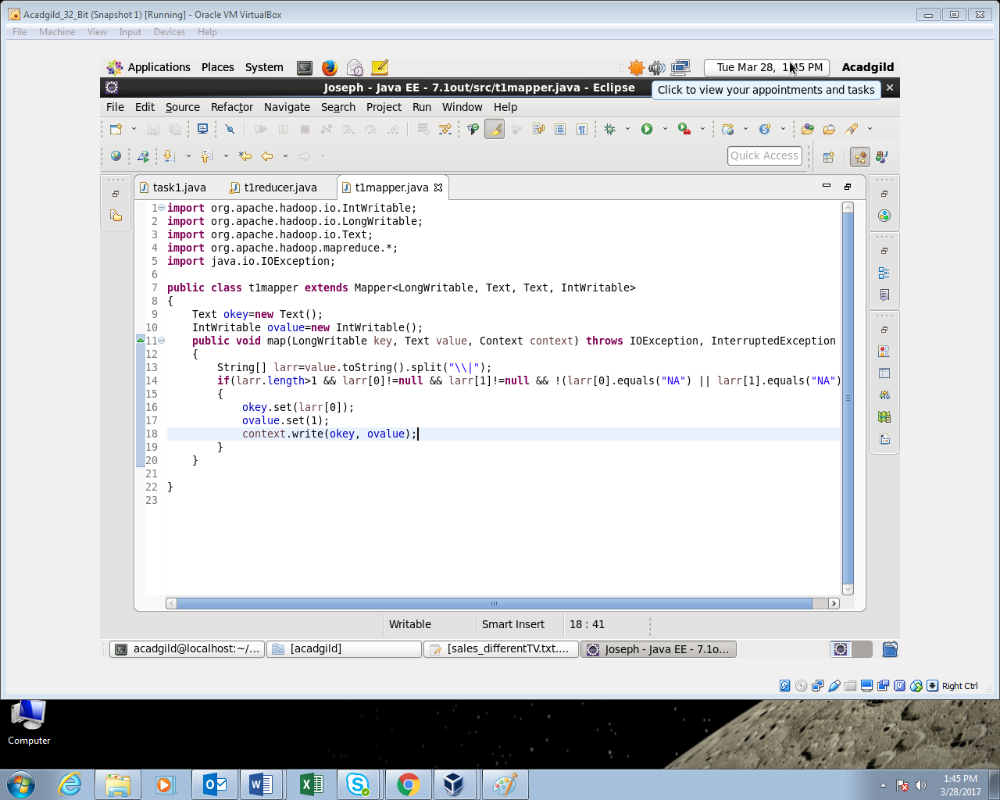 Acadgild_32_Bit (Snapshot 1) [Running] - Oracle VM VirtualBox
File Machine View Input Devices Help
Applications Places System Tue Mar 28, 1:45 PM Acadgild
Joseph - Java EE - 7.1out/src/t1mapper.java - Eclipse
Click to view your appointments and tasks
File Edit Source Refactor Navigate Search Project Run Window Help
Quick Access
task1.java t1reducer.java t1mapper.java
1 import org.apache.hadoop.io.IntWritable;
2 import org.apache.hadoop.io.LongWritable;
3 import org.apache.hadoop.io.Text;
4 import org.apache.hadoop.mapreduce.*;
5 import java.io.IOException;
6
7 public class t1mapper extends Mapper<LongWritable, Text, Text, IntWritable>
8 {
9 Text okey=new Text();
10 IntWritable ovalue=new IntWritable();
11 public void map(LongWritable key, Text value, Context context) throws IOException, InterruptedException
12 {
13 String[] larr=value.toString().split("\\|");
14 if(larr.length>1 && larr[0]!=null && larr[1]!=null && !(larr[0].equals("NA") || larr[1].equals("NA")
15 {
16 okey.set(larr[0]);
17 ovalue.set(1);
18 context.write(okey, ovalue);
19 }
20 }
21
22 }
23
Writable Smart Insert 18 : 41
acadgild@localhost:~/... [acadgild] [sales_differentTV.txt.... Joseph - Java EE - 7.1o...
Right Ctrl
Computer
1:45 PM
3/28/2017